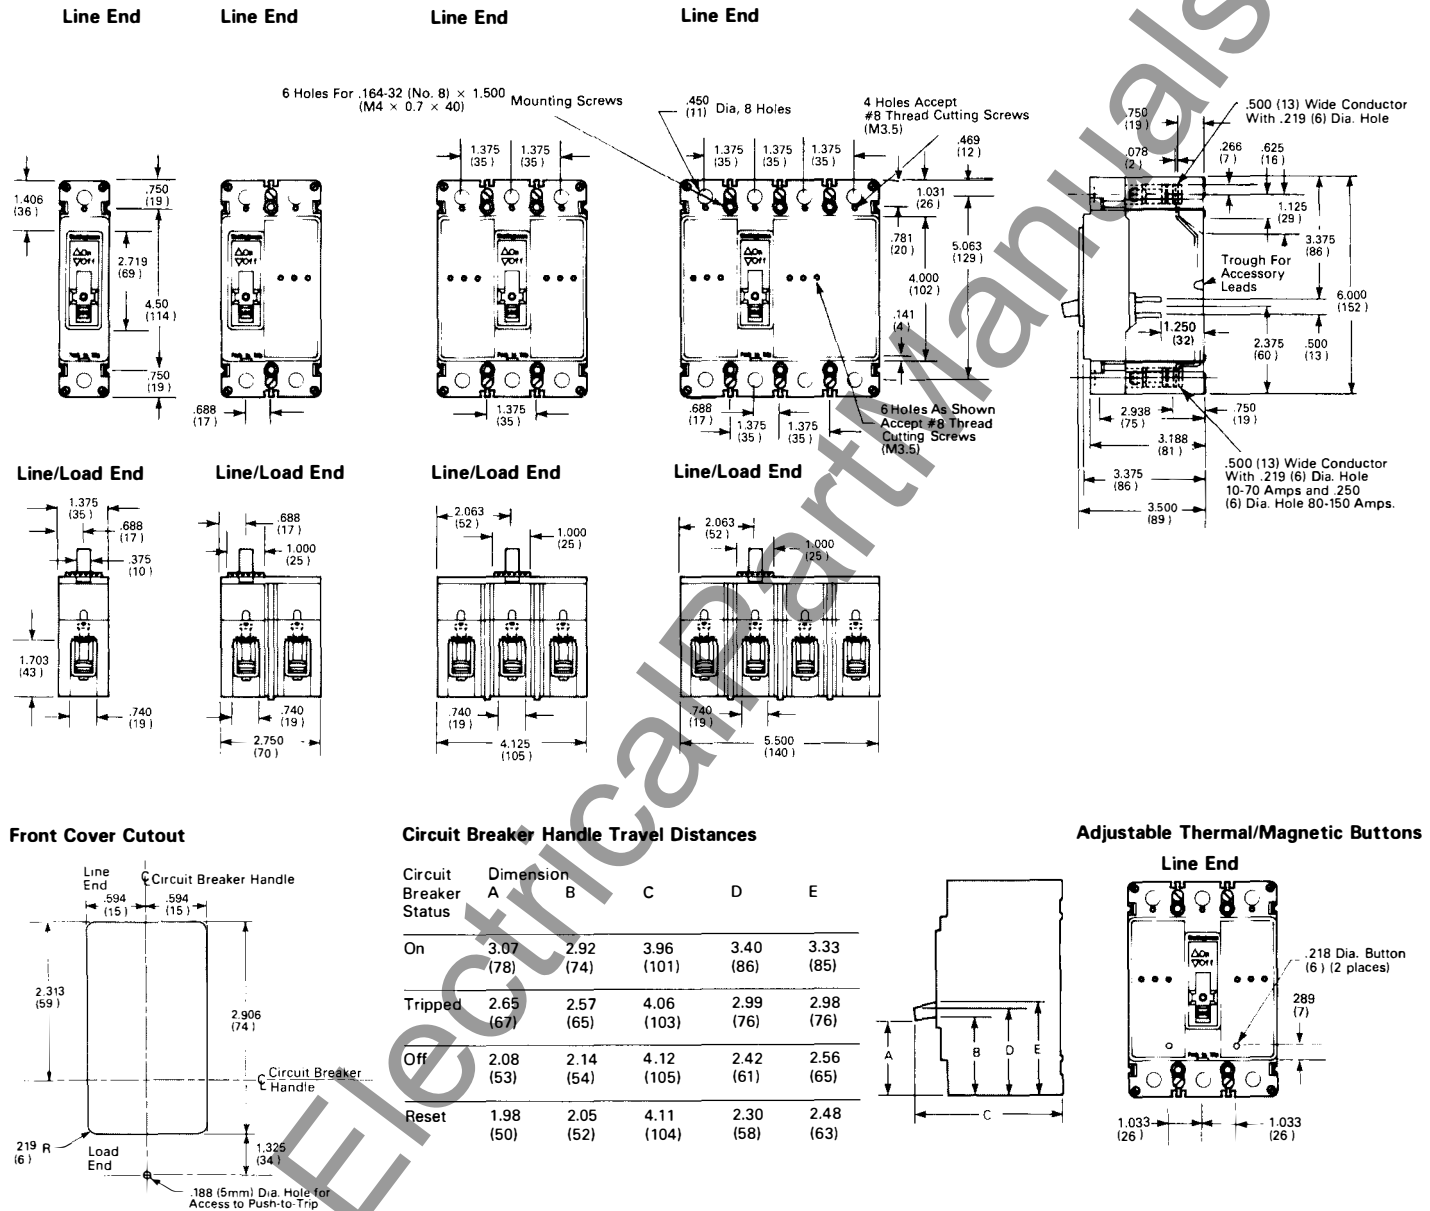 Line End
Line End
Line End
Line End
6 Holes For .164-32 (No. 8) × 1.500
(M4 × 0.7 × 40)
Mounting Screws
.450
(11)
Dia, 8 Holes
4 Holes Accept
#8 Thread Cutting Screws
(M3.5)
.500 (13) Wide Conductor
With .219 (6) Dia. Hole
1.406
(36)
.750
(19)
2.719
(69)
4.50
(114)
.750
(19)
△On
▽Off
.688
(17)
△On
▽Off
1.375
(35)
1.375
(35)
△On
▽Off
1.375
(35)
1.375
(35)
1.375
(35)
1.375
(35)
.469
(12)
1.031
(26)
.781
(20)
5.063
(129)
4.000
(102)
.141
(4)
△On
▽Off
.688
(17)
1.375
(35)
1.375
(35)
6 Holes As Shown
Accept #8 Thread
Cutting Screws
(M3.5)
.750
(19)
.078
(2)
.266
(7)
.625
(16)
1.125
(29)
3.375
(86)
Trough For
Accessory
Leads
6.000
(152)
1.250
(32)
2.375
(60)
.500
(13)
2.938
(75)
.750
(19)
3.188
(81)
3.375
(86)
3.500
(89)
.500 (13) Wide Conductor
With .219 (6) Dia. Hole
10-70 Amps and .250
(6) Dia. Hole 80-150 Amps.
Line/Load End
Line/Load End
Line/Load End
Line/Load End
1.375
(35)
.688
(17)
.375
(10)
1.703
(43)
.740
(19)
.688
(17)
1.000
(25)
.740
(19)
2.750
(70)
2.063
(52)
1.000
(25)
.740
(19)
4.125
(105)
2.063
(52)
1.000
(25)
.740
(19)
5.500
(140)
Front Cover Cutout
Line
End
℄ Circuit Breaker Handle
.594
(15)
.594
(15)
2.313
(59)
2.906
(74)
℄ Circuit Breaker
Handle
219 R
(6)
Load
End
1.325
(34)
.188 (5mm) Dia. Hole for
Access to Push-to-Trip
Circuit Breaker Handle Travel Distances
Circuit
Breaker
Status
Dimension
A B C D E
On 3.07 2.92 3.96 3.40 3.33
(78) (74) (101) (86) (85)
Tripped 2.65 2.57 4.06 2.99 2.98
(67) (65) (103) (76) (76)
Off 2.08 2.14 4.12 2.42 2.56
(53) (54) (105) (61) (65)
Reset 1.98 2.05 4.11 2.30 2.48
(50) (52) (104) (58) (63)
A B D E
C
Adjustable Thermal/Magnetic Buttons
Line End
△On
▽Off
.218 Dia. Button
(6) (2 places)
289
(7)
1.033
(26)
1.033
(26)
ElectricalPartManuals